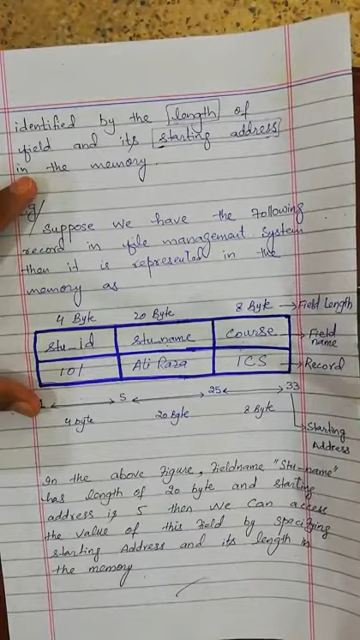 identified by the length of
field and its starting address
in the memory.
eg/
Suppose we have the following
record in file management system
then it is represented in the
memory as
4 Byte 20 Byte 8 Byte → Field Length
Stu_id Stu_name Course → Field name
101 Ali Raza ICS → Record
1 5 25 33
4 byte 20 Byte 8 Byte
Starting Address
In the above figure, Fieldname "Stu-name"
has length of 20 byte and starting
address is 5 then we can access
the value of this field by specifying
starting Address and its length in
the memory